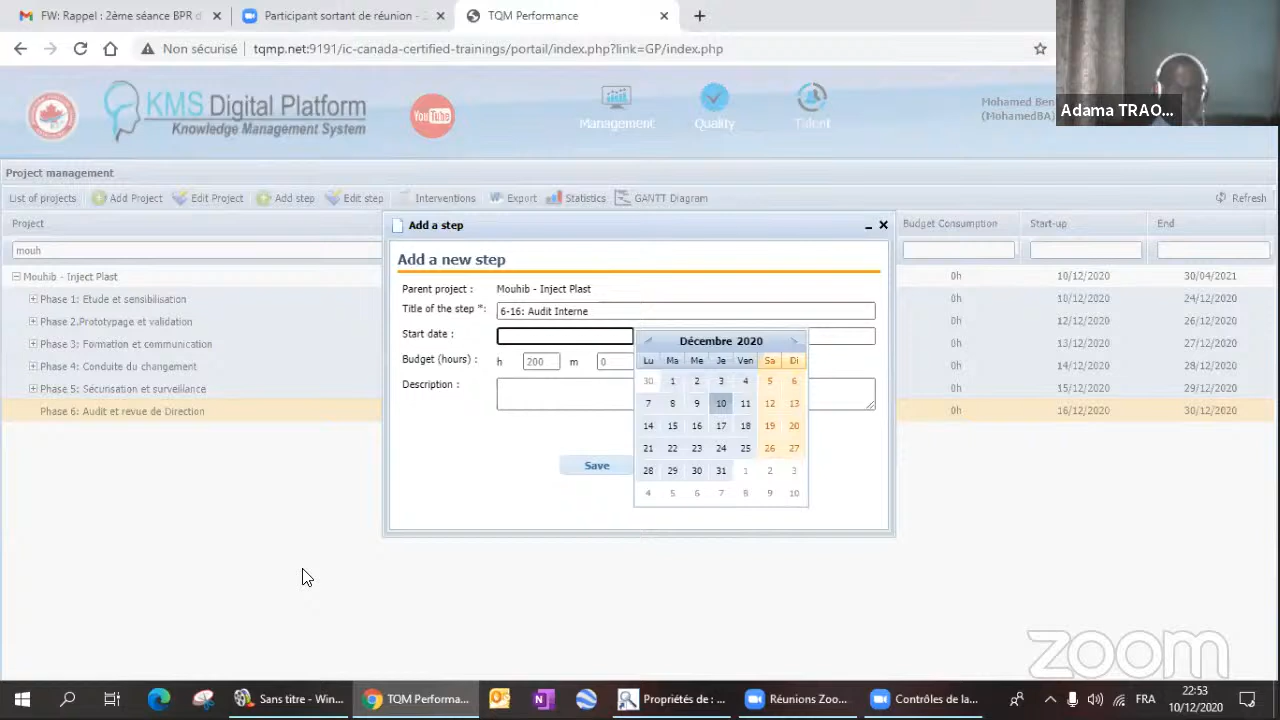 FW: Rappel : 2ème séance BPR d
Participant sortant de réunion - 2
TQM Performance
Non sécurisé
tqmp.net:9191/ic-canada-certified-trainings/portail/index.php?link=GP/index.php
KMS Digital Platform
Knowledge Management System
You Tube
Management
Quality
Talent
Mohamed Ben
(MohamedBA)
Adama TRAO...
Project management
List of projects
Add Project
Edit Project
Add step
Edit step
Interventions
Export
Statistics
GANTT Diagram
Refresh
Project
Budget Consumption
Start-up
End
mouh
Mouhib - Inject Plast
0h
10/12/2020
30/04/2021
Phase 1: Etude et sensibilisation
0h
10/12/2020
24/12/2020
Phase 2.Prototypage et validation
0h
12/12/2020
26/12/2020
Phase 3: Formation et communication
0h
13/12/2020
27/12/2020
Phase 4: Conduite du changement
0h
14/12/2020
28/12/2020
Phase 5: Sécurisation et surveillance
0h
15/12/2020
29/12/2020
Phase 6: Audit et revue de Direction
0h
16/12/2020
30/12/2020
Add a step
Add a new step
Parent project :
Mouhib - Inject Plast
Title of the step *:
6-16: Audit Interne
Start date :
Budget (hours) :
h
200
m
0
Description :
Save
Décembre 2020
Lu Ma Me Je Ven Sa Di
30 1 2 3 4 5 6
7 8 9 10 11 12 13
14 15 16 17 18 19 20
21 22 23 24 25 26 27
28 29 30 31 1 2 3
4 5 6 7 8 9 10
zoom
Sans titre - Win...
TQM Performa...
Propriétés de : ...
Réunions Zoo...
Contrôles de la...
FRA
22:53
10/12/2020